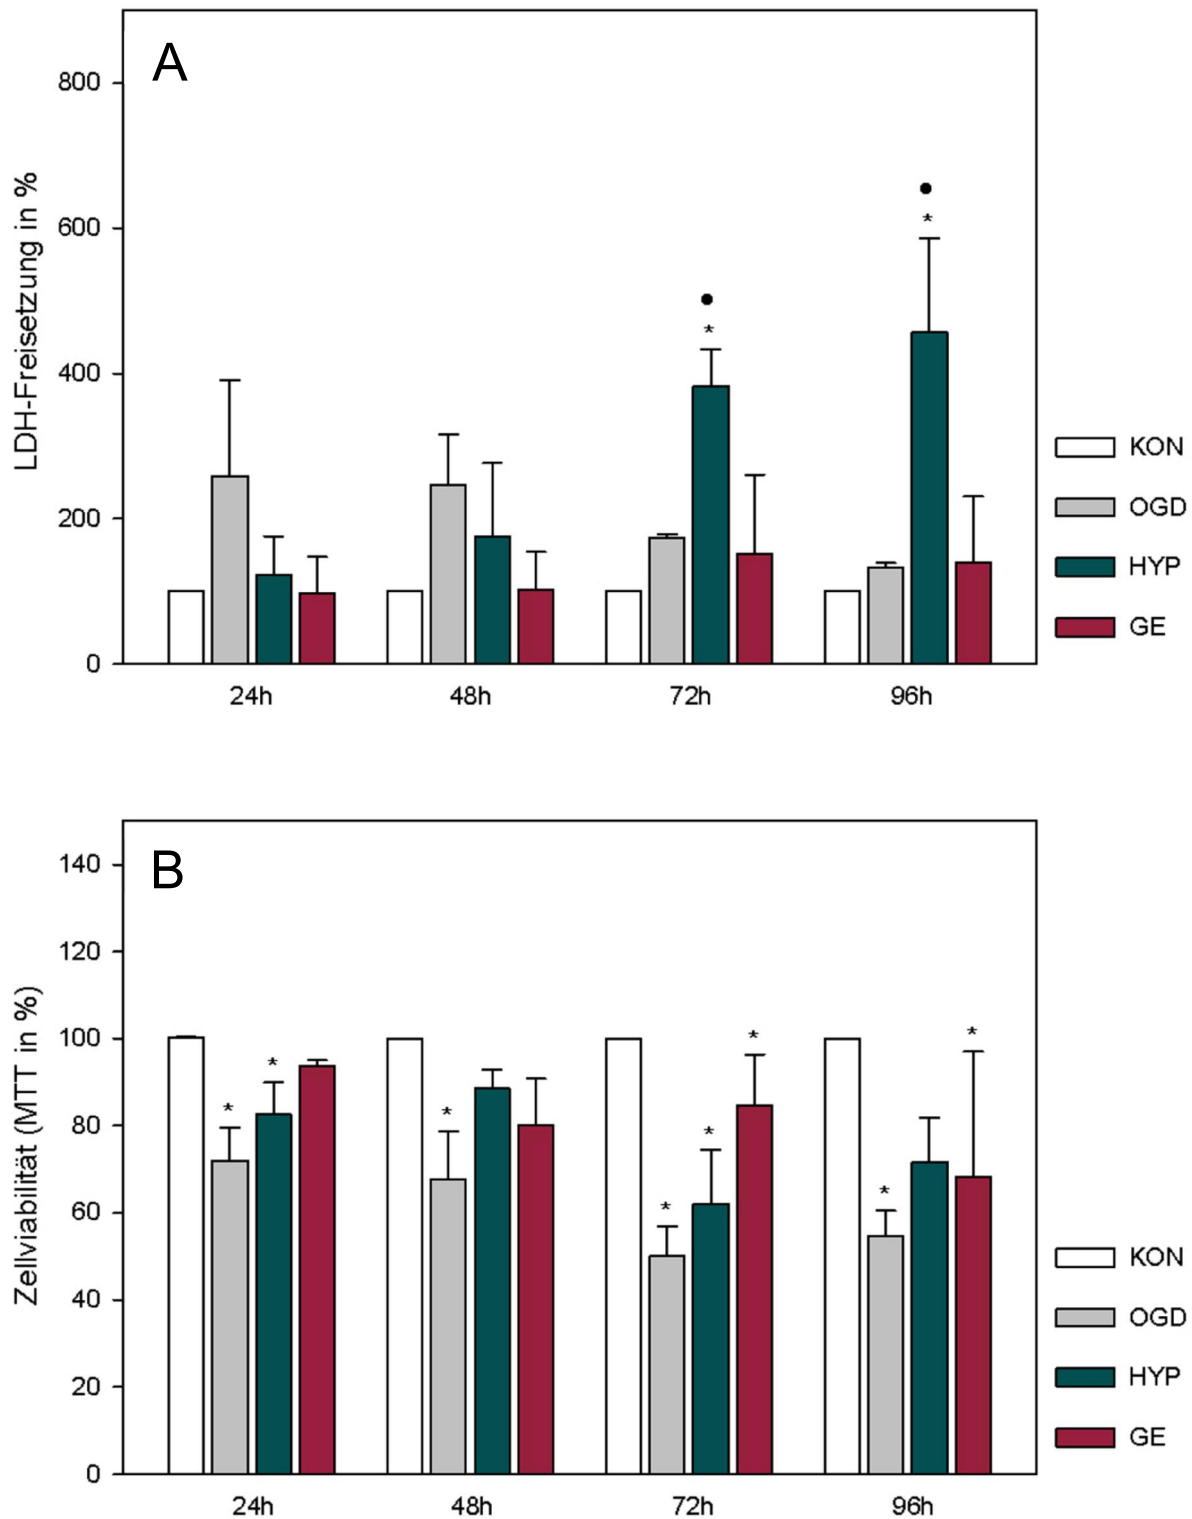 A
800
600
400
200
0
LDH-Freisetzung in %
●
*
●
*
24h 48h 72h 96h
KON
OGD
HYP
GE
B
140
120
100
80
60
40
20
0
Zellviabilität (MTT in %)
* * * * * * * *
24h 48h 72h 96h
KON
OGD
HYP
GE